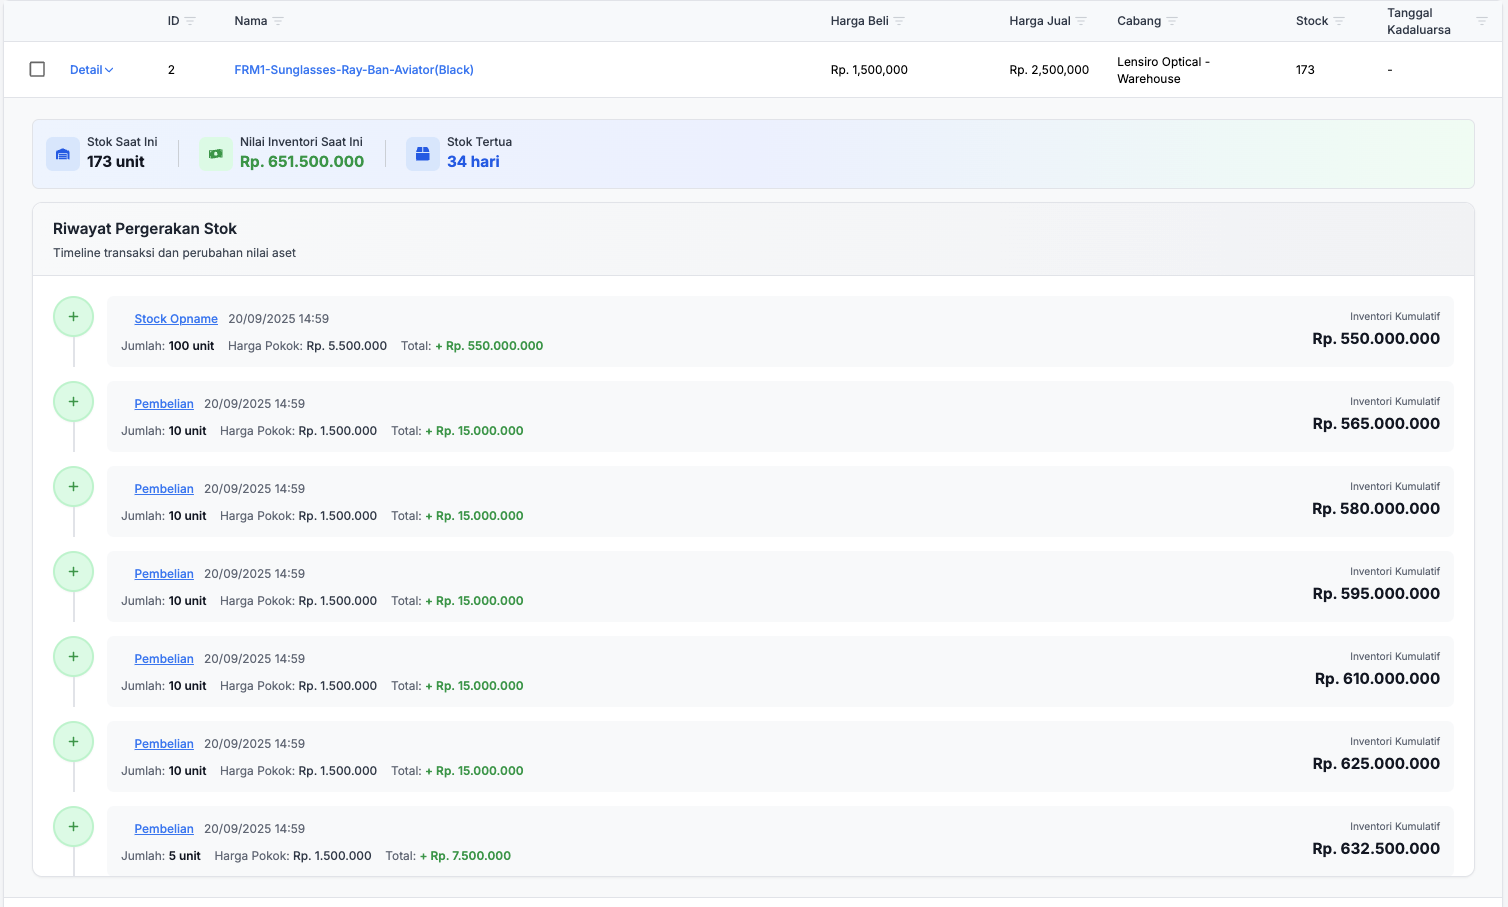 ID Nama Harga Beli Harga Jual Cabang Stock Tanggal Kadaluarsa
Detail 2 FRM1-Sunglasses-Ray-Ban-Aviator(Black) Rp. 1,500,000 Rp. 2,500,000 Lensiro Optical - Warehouse 173 -
Stok Saat Ini
173 unit
Nilai Inventori Saat Ini
Rp. 651.500.000
Stok Tertua
34 hari
Riwayat Pergerakan Stok
Timeline transaksi dan perubahan nilai aset
Stock Opname 20/09/2025 14:59
Jumlah: 100 unit Harga Pokok: Rp. 5.500.000 Total: + Rp. 550.000.000
Inventori Kumulatif
Rp. 550.000.000
Pembelian 20/09/2025 14:59
Jumlah: 10 unit Harga Pokok: Rp. 1.500.000 Total: + Rp. 15.000.000
Inventori Kumulatif
Rp. 565.000.000
Pembelian 20/09/2025 14:59
Jumlah: 10 unit Harga Pokok: Rp. 1.500.000 Total: + Rp. 15.000.000
Inventori Kumulatif
Rp. 580.000.000
Pembelian 20/09/2025 14:59
Jumlah: 10 unit Harga Pokok: Rp. 1.500.000 Total: + Rp. 15.000.000
Inventori Kumulatif
Rp. 595.000.000
Pembelian 20/09/2025 14:59
Jumlah: 10 unit Harga Pokok: Rp. 1.500.000 Total: + Rp. 15.000.000
Inventori Kumulatif
Rp. 610.000.000
Pembelian 20/09/2025 14:59
Jumlah: 10 unit Harga Pokok: Rp. 1.500.000 Total: + Rp. 15.000.000
Inventori Kumulatif
Rp. 625.000.000
Pembelian 20/09/2025 14:59
Jumlah: 5 unit Harga Pokok: Rp. 1.500.000 Total: + Rp. 7.500.000
Inventori Kumulatif
Rp. 632.500.000